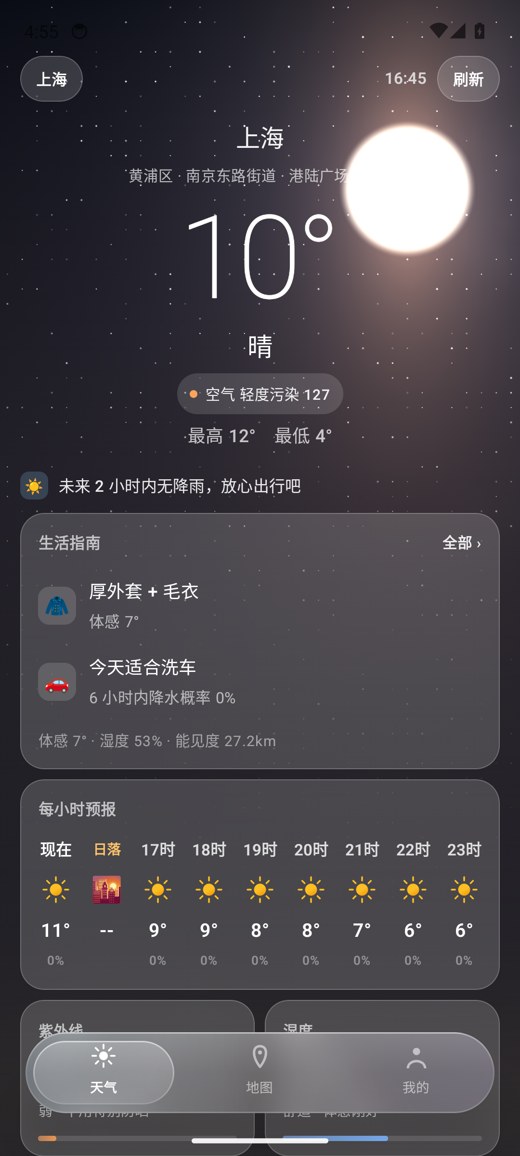 4:55
上海
16:45
刷新
上海
黄浦区 · 南京东路街道 · 港陆广场
10°
晴
空气 轻度污染 127
最高 12° 最低 4°
未来 2 小时内无降雨，放心出行吧
生活指南
全部 ›
厚外套 + 毛衣
体感 7°
今天适合洗车
6 小时内降水概率 0%
体感 7° · 湿度 53% · 能见度 27.2km
每小时预报
现在 日落 17时 18时 19时 20时 21时 22时 23时
11° -- 9° 9° 8° 8° 7° 6° 6°
0% 0% 0% 0% 0% 0% 0% 0%
紫外线
湿度
天气
地图
我的